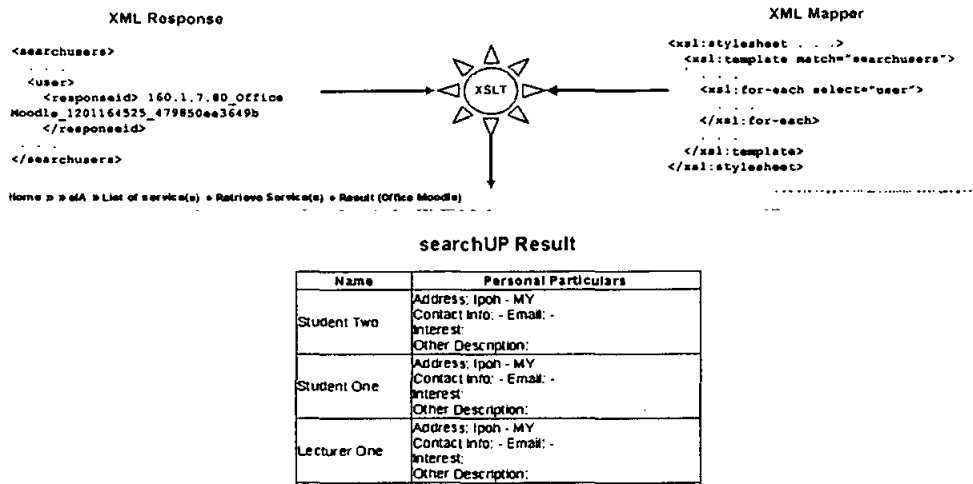 XML Response
<searchusers>
. . .
<user>
<responseid> 160.1.7.80_Office
Moodle_1201164525_479850ee3649b
</responseid>
. . .
</searchusers>
XSLT
XML Mapper
<xsl:stylesheet . . .>
<xsl:template match="searchusers">
. . .
<xsl:for-each select="user">
. . .
</xsl:for-each>
. . .
</xsl:template>
</xsl:stylesheet>
Home » » eIA » List of service(s) » Retrieve Service(s) » Result (Office Moodle)
searchUP Result
Name Personal Particulars
Student Two
Address: Ipoh - MY
Contact Info: - Email: -
Interest:
Other Description:
Student One
Address: Ipoh - MY
Contact Info: - Email: -
Interest:
Other Description:
Lecturer One
Address: Ipoh - MY
Contact Info: - Email: -
Interest:
Other Description: